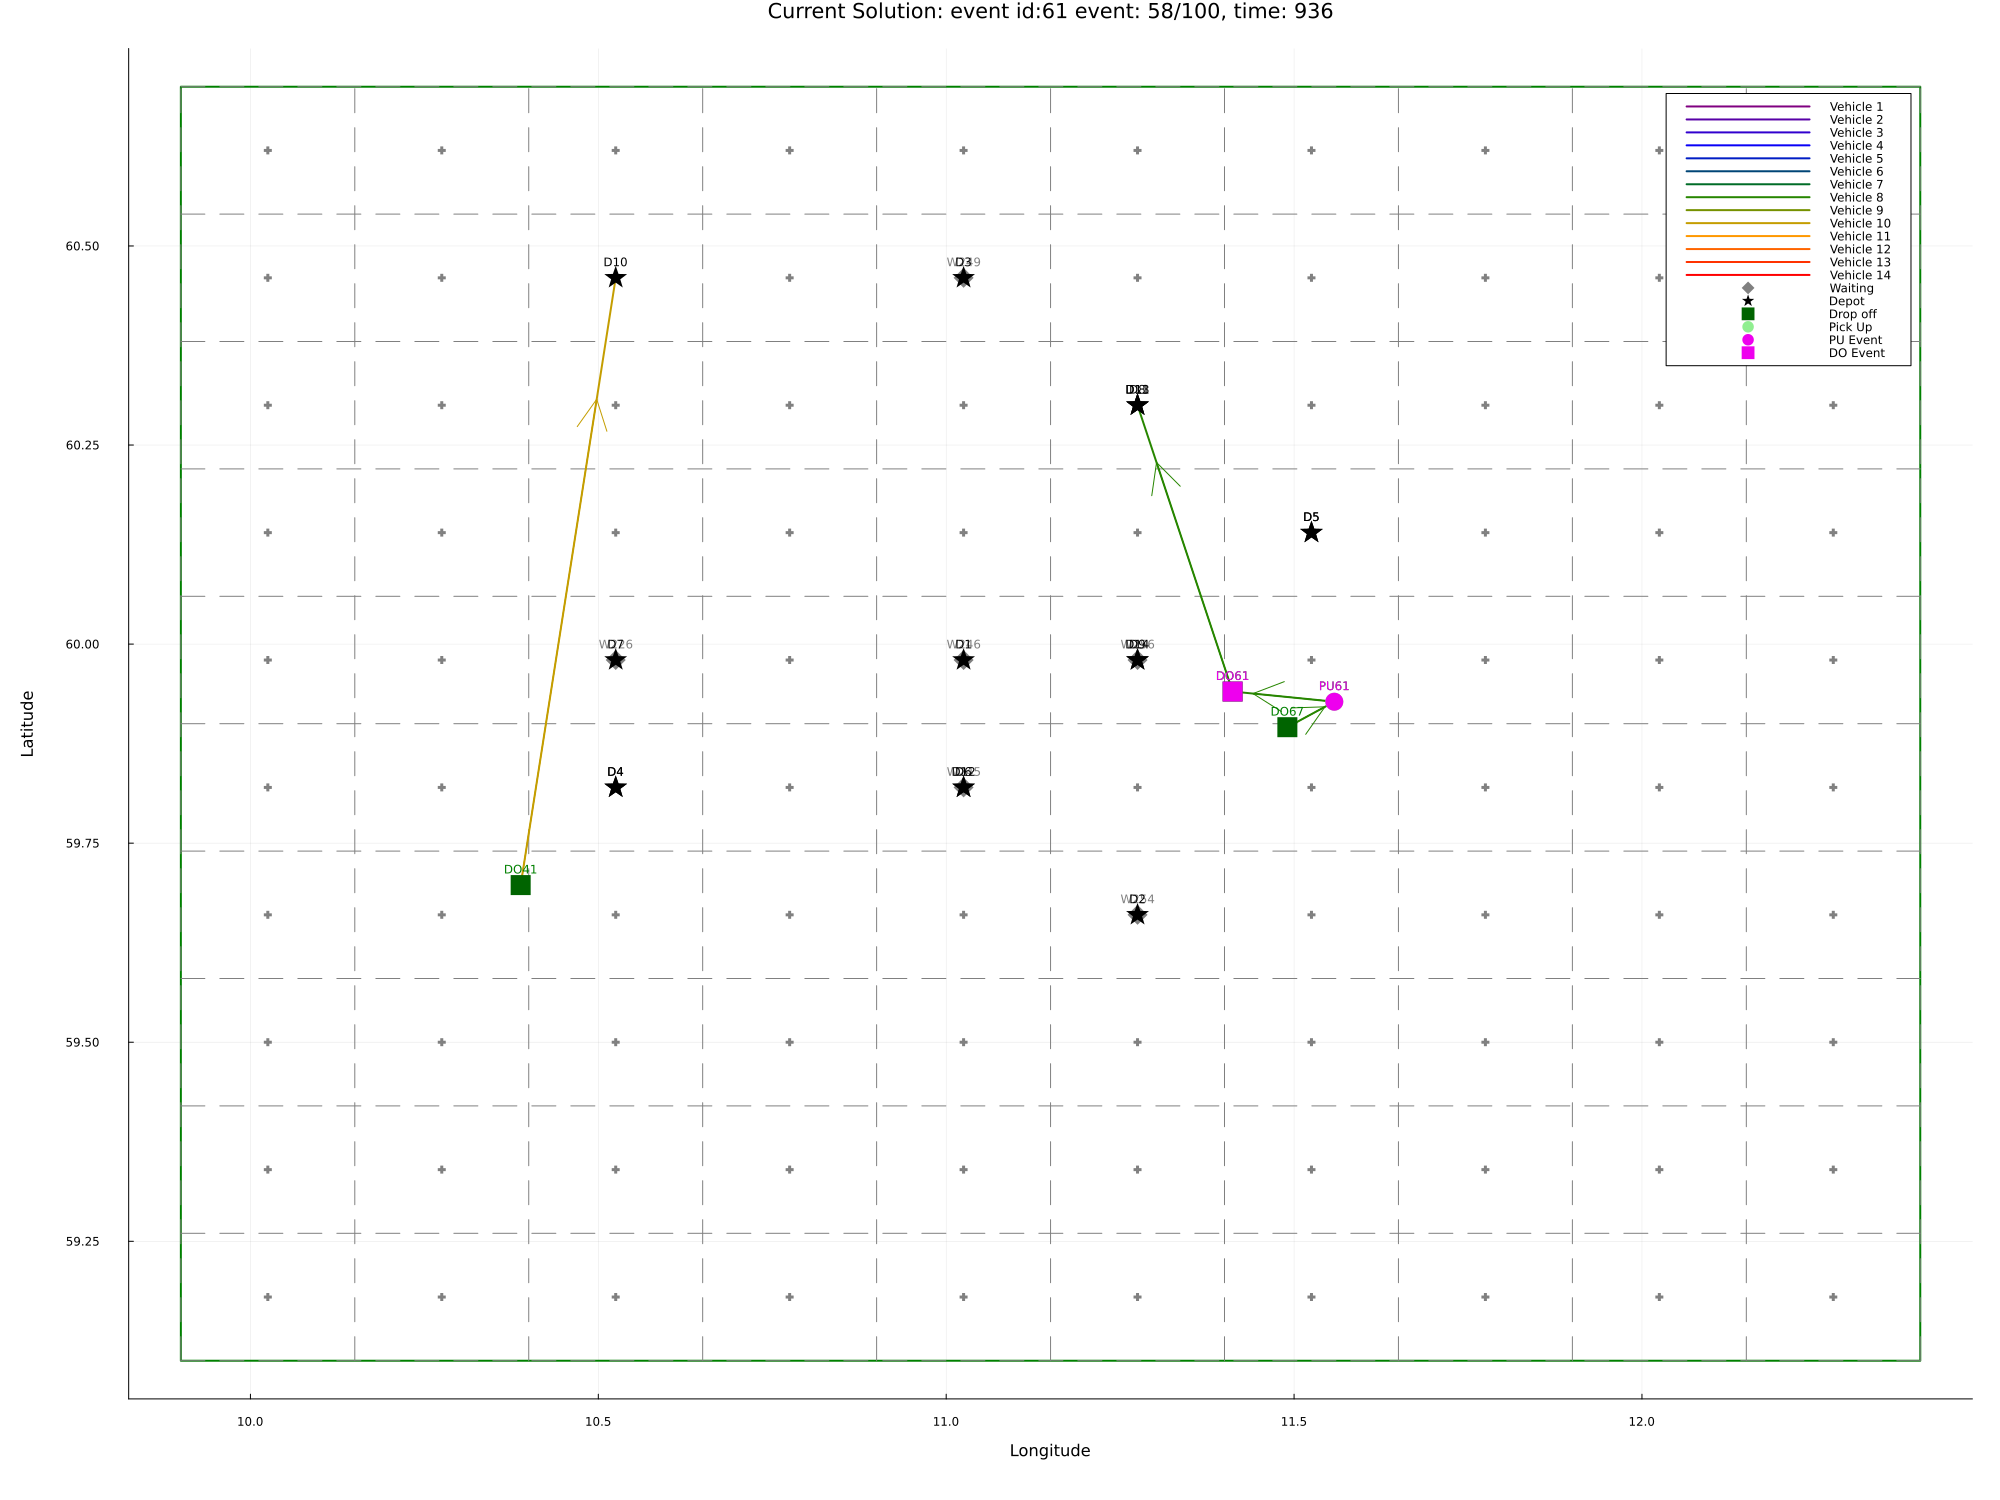 Current Solution: event id:61 event: 58/100, time: 936
Vehicle 1
Vehicle 2
Vehicle 3
Vehicle 4
Vehicle 5
Vehicle 6
Vehicle 7
Vehicle 8
Vehicle 9
Vehicle 10
Vehicle 11
Vehicle 12
Vehicle 13
Vehicle 14
Waiting
Depot
Drop off
Pick Up
PU Event
DO Event
60.50
D10
D3
60.25
D5
60.00
D7
D1
DO61
PU61
DO67
D4
59.75
DO41
D2
59.50
59.25
10.0
10.5
11.0
11.5
12.0
Longitude
Latitude